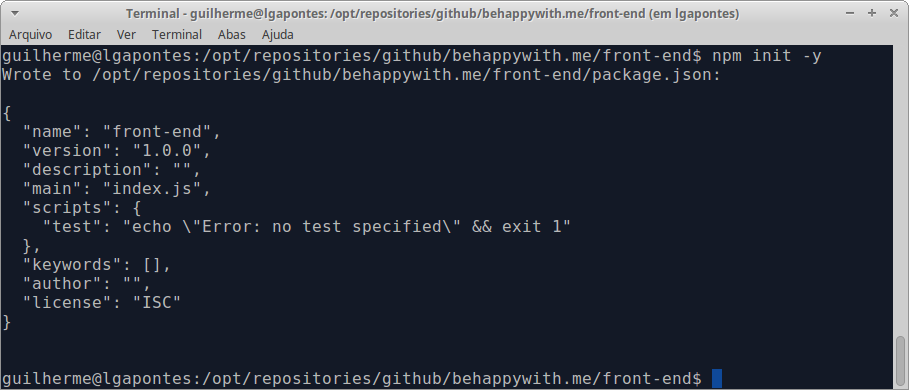 Terminal - guilherme@lgapontes: /opt/repositories/github/behappywith.me/front-end (em lgapontes)
Arquivo Editar Ver Terminal Abas Ajuda
guilherme@lgapontes:/opt/repositories/github/behappywith.me/front-end$ npm init -y
Wrote to /opt/repositories/github/behappywith.me/front-end/package.json:

{
  "name": "front-end",
  "version": "1.0.0",
  "description": "",
  "main": "index.js",
  "scripts": {
    "test": "echo \"Error: no test specified\" && exit 1"
  },
  "keywords": [],
  "author": "",
  "license": "ISC"
}

guilherme@lgapontes:/opt/repositories/github/behappywith.me/front-end$